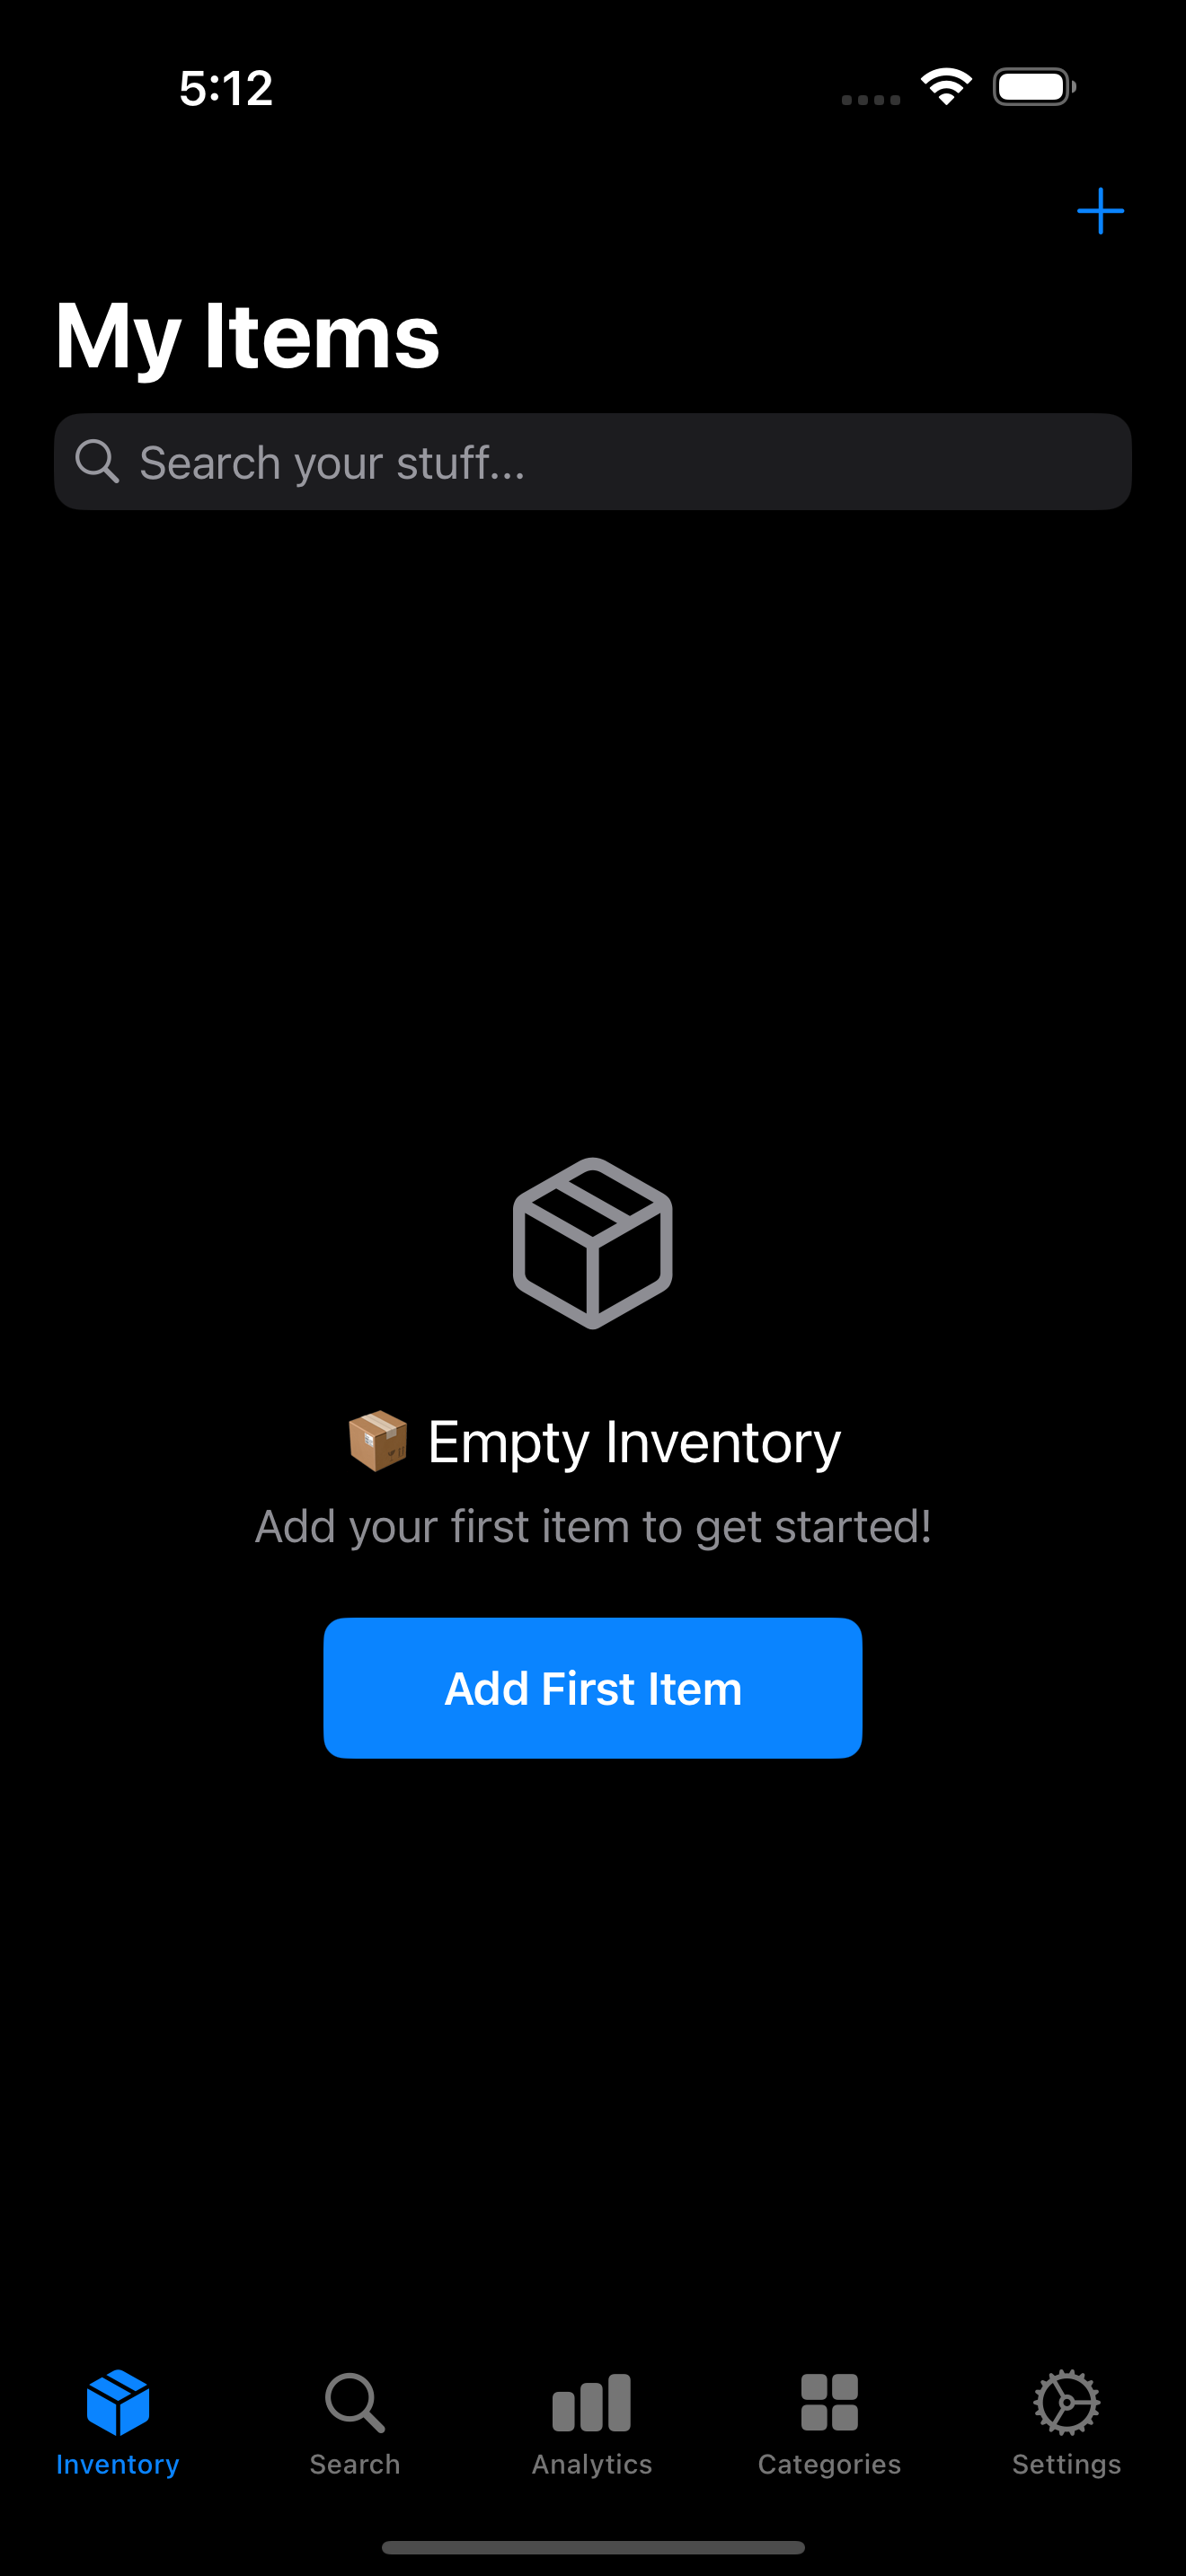 5:12
My Items
Search your stuff...
📦 Empty Inventory
Add your first item to get started!
Add First Item
Inventory
Search
Analytics
Categories
Settings